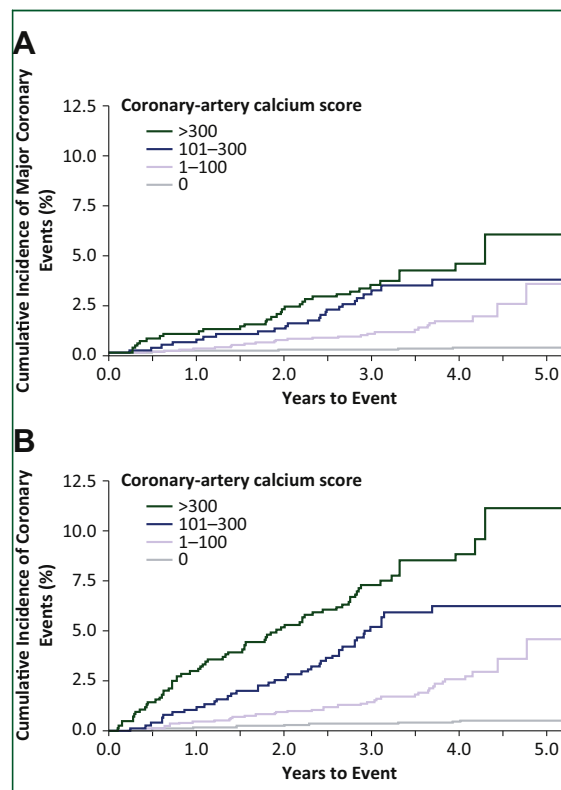 A
Cumulative Incidence of Major Coronary
Events (%)
12.5
10.0
7.5
5.0
2.5
0.0
Coronary-artery calcium score
>300
101–300
1–100
0
0.0 1.0 2.0 3.0 4.0 5.0
Years to Event
B
Cumulative Incidence of Coronary
Events (%)
12.5
10.0
7.5
5.0
2.5
0.0
Coronary-artery calcium score
>300
101–300
1–100
0
0.0 1.0 2.0 3.0 4.0 5.0
Years to Event